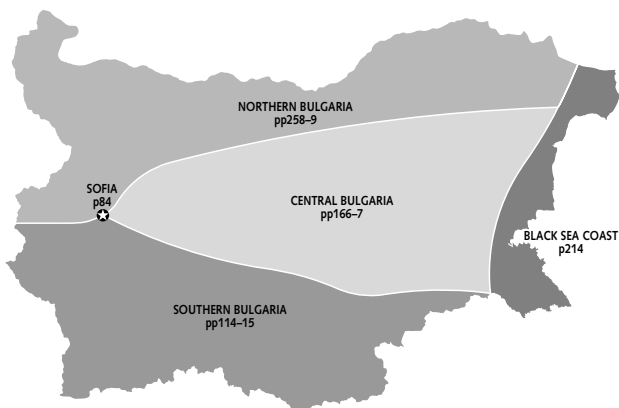 NORTHERN BULGARIA
pp258–9
SOFIA
p84
CENTRAL BULGARIA
pp166–7
BLACK SEA COAST
p214
SOUTHERN BULGARIA
pp114–15